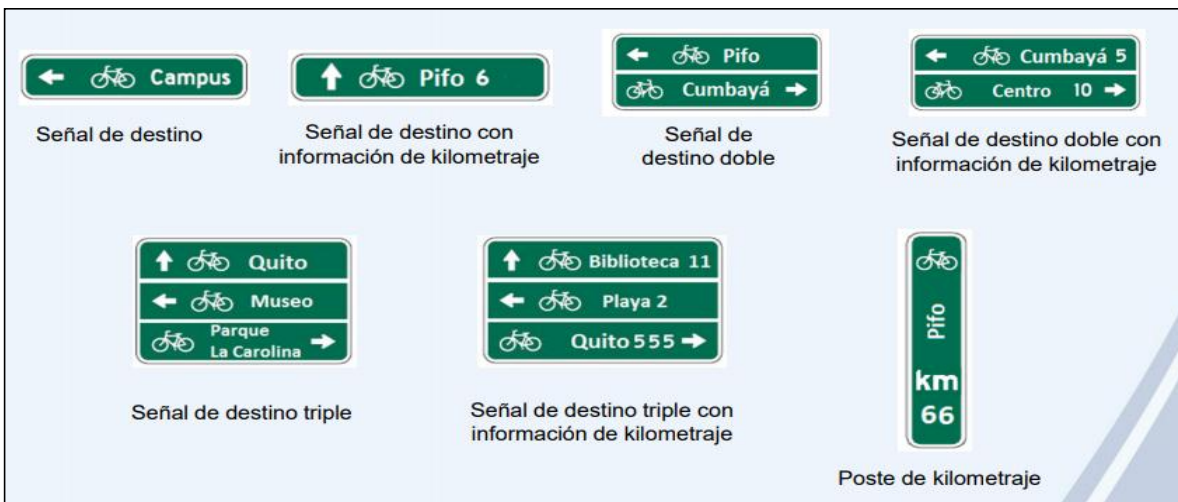 Campus
Pifo 6
Pifo
Cumbayá
Cumbayá 5
Centro 10
Señal de destino
Señal de destino con
información de kilometraje
Señal de
destino doble
Señal de destino doble con
información de kilometraje
Quito
Museo
Parque
La Carolina
Biblioteca 11
Playa 2
Quito 555
Pifo
km
66
Señal de destino triple
Señal de destino triple con
información de kilometraje
Poste de kilometraje